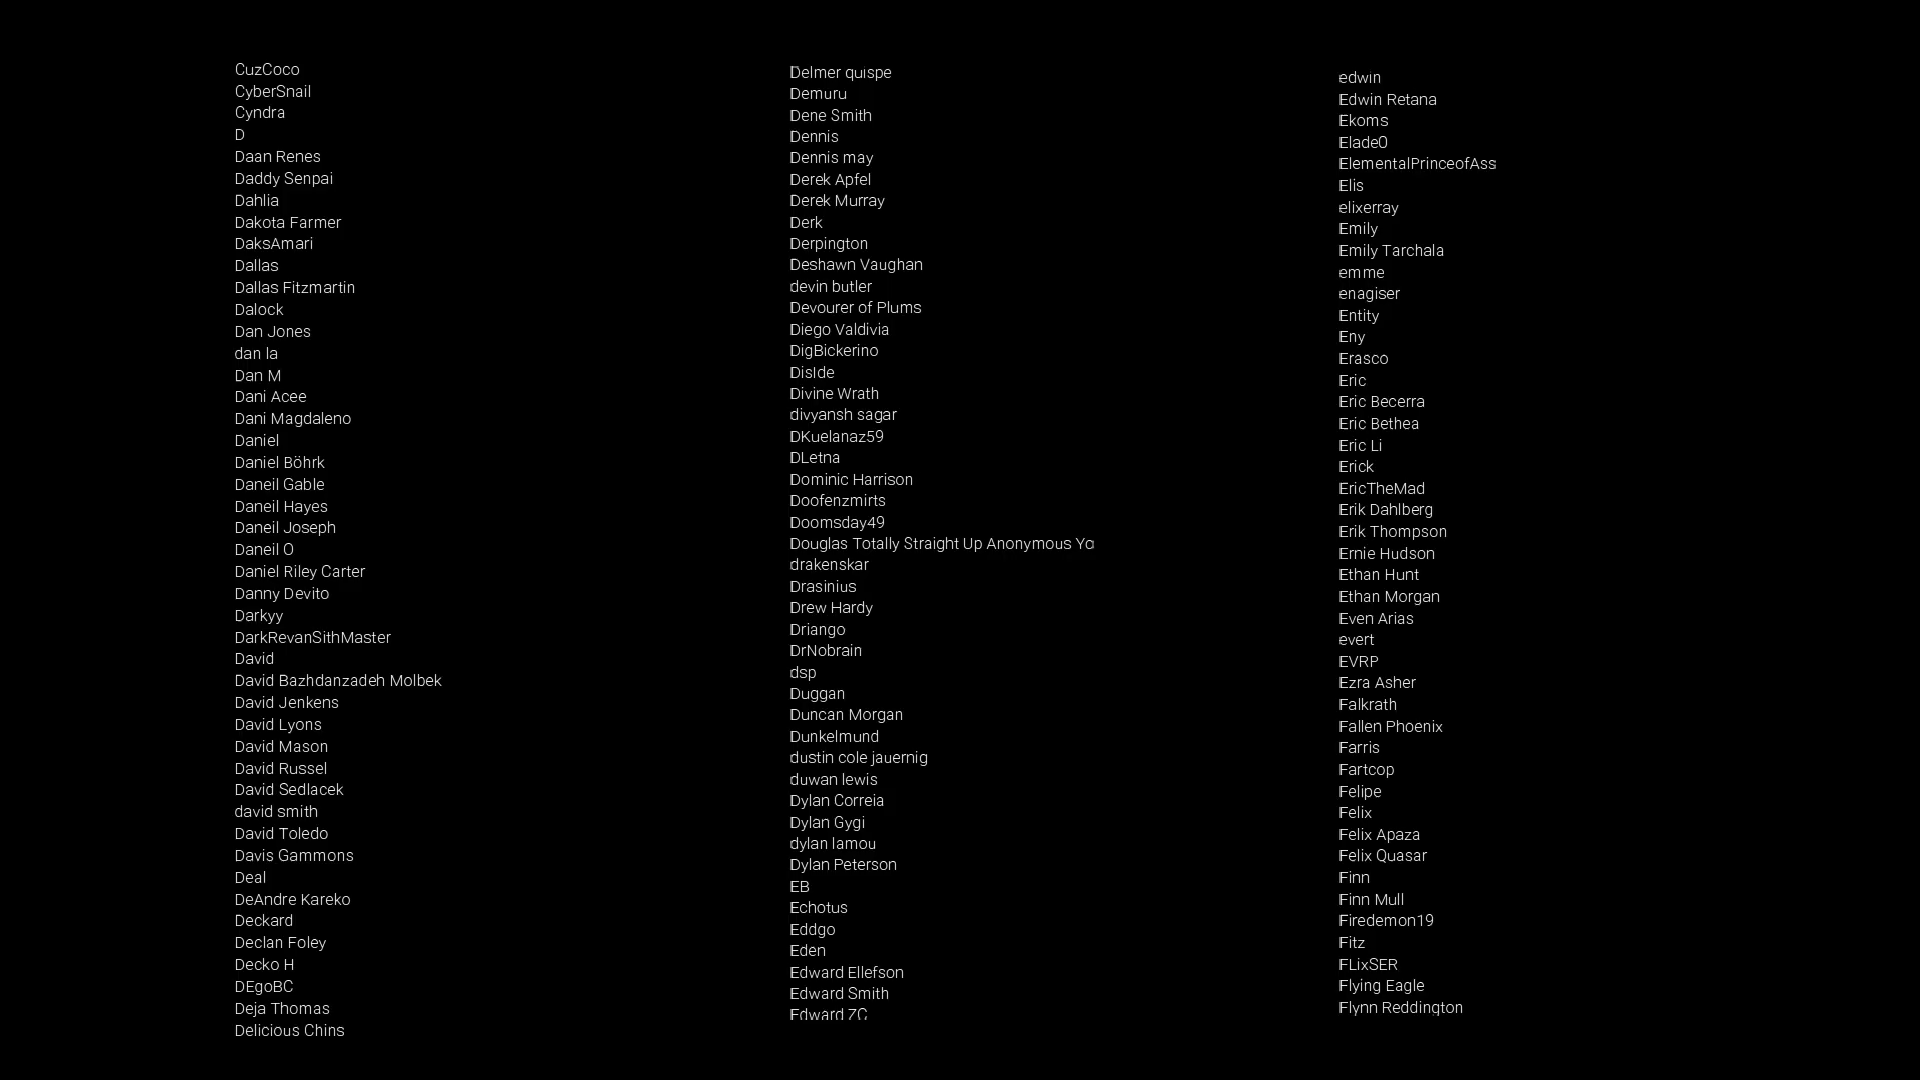 CuzCoco
CyberSnail
Cyndra
D
Daan Renes
Daddy Senpai
Dahlia
Dakota Farmer
DaksAmari
Dallas
Dallas Fitzmartin
Dalock
Dan Jones
dan la
Dan M
Dani Acee
Dani Magdaleno
Daniel
Daniel Böhrk
Daneil Gable
Daneil Hayes
Daneil Joseph
Daneil O
Daniel Riley Carter
Danny Devito
Darkyy
DarkRevanSithMaster
David
David Bazhdanzadeh Molbek
David Jenkens
David Lyons
David Mason
David Russel
David Sedlacek
david smith
David Toledo
Davis Gammons
Deal
DeAndre Kareko
Deckard
Declan Foley
Decko H
DEgoBC
Deja Thomas
Delicious Chins
Delmer quispe
Demuru
Dene Smith
Dennis
Dennis may
Derek Apfel
Derek Murray
Derk
Derpington
Deshawn Vaughan
devin butler
Devourer of Plums
Diego Valdivia
DigBickerino
DisIde
Divine Wrath
divyansh sagar
DKuelanaz59
DLetna
Dominic Harrison
Doofenzmirts
Doomsday49
Douglas Totally Straight Up Anonymous Yo
drakenskar
Drasinius
Drew Hardy
Driango
DrNobrain
dsp
Duggan
Duncan Morgan
Dunkelmund
dustin cole jauernig
duwan lewis
Dylan Correia
Dylan Gygi
dylan lamou
Dylan Peterson
EB
Echotus
Eddgo
Eden
Edward Ellefson
Edward Smith
Edward ZC
edwin
Edwin Retana
Ekoms
Elade0
ElementalPrinceofAss
Elis
elixerray
Emily
Emily Tarchala
emme
enagiser
Entity
Eny
Erasco
Eric
Eric Becerra
Eric Bethea
Eric Li
Erick
EricTheMad
Erik Dahlberg
Erik Thompson
Ernie Hudson
Ethan Hunt
Ethan Morgan
Even Arias
evert
EVRP
Ezra Asher
Falkrath
Fallen Phoenix
Farris
Fartcop
Felipe
Felix
Felix Apaza
Felix Quasar
Finn
Finn Mull
Firedemon19
Fitz
FLixSER
Flying Eagle
Flynn Reddington